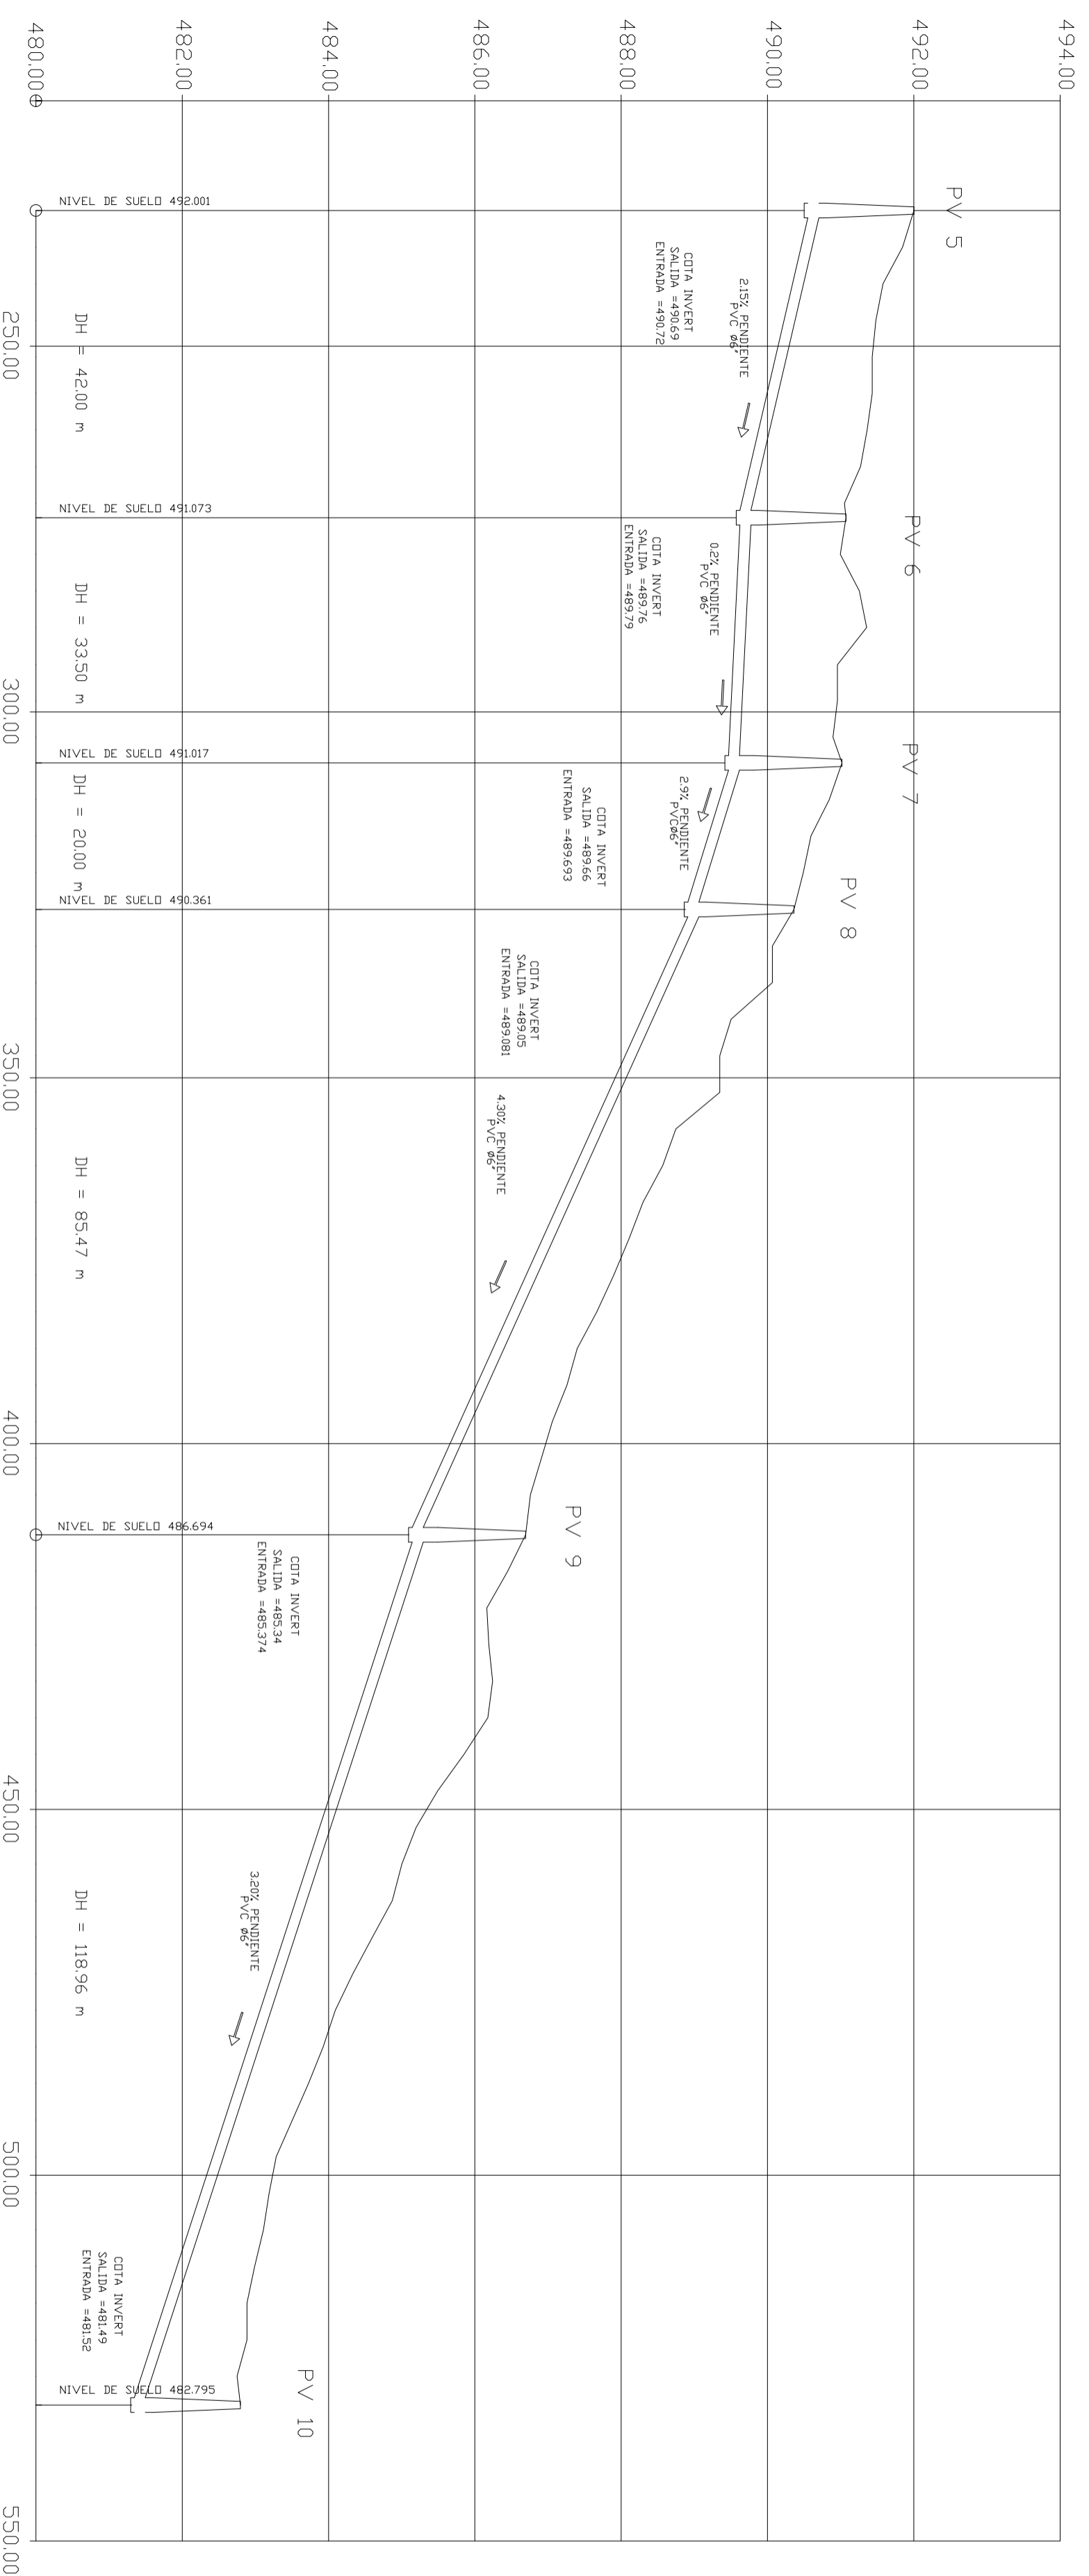 494.00
492.00
490.00
488.00
486.00
484.00
482.00
480.00
PV 5
PV 6
PV 7
PV 8
PV 9
PV 10
2.15% PENDIENTE
PVC Ø6"
COTA INVERT
SALIDA =490.69
ENTRADA =490.72
0.2% PENDIENTE
PVC Ø6"
COTA INVERT
SALIDA =489.76
ENTRADA =489.79
2.9% PENDIENTE
PVCØ6"
COTA INVERT
SALIDA =489.66
ENTRADA =489.693
COTA INVERT
SALIDA =489.05
ENTRADA =489.081
4.30% PENDIENTE
PVC Ø6"
COTA INVERT
SALIDA =485.34
ENTRADA =485.374
3.20% PENDIENTE
PVC Ø6"
COTA INVERT
SALIDA =481.49
ENTRADA =481.52
NIVEL DE SUELO 492.001
NIVEL DE SUELO 491.073
NIVEL DE SUELO 491.017
NIVEL DE SUELO 490.361
NIVEL DE SUELO 486.694
NIVEL DE SUELO 482.795
DH = 42.00 m
DH = 33.50 m
DH = 20.00 m
DH = 85.47 m
DH = 118.96 m
250.00
300.00
350.00
400.00
450.00
500.00
550.00